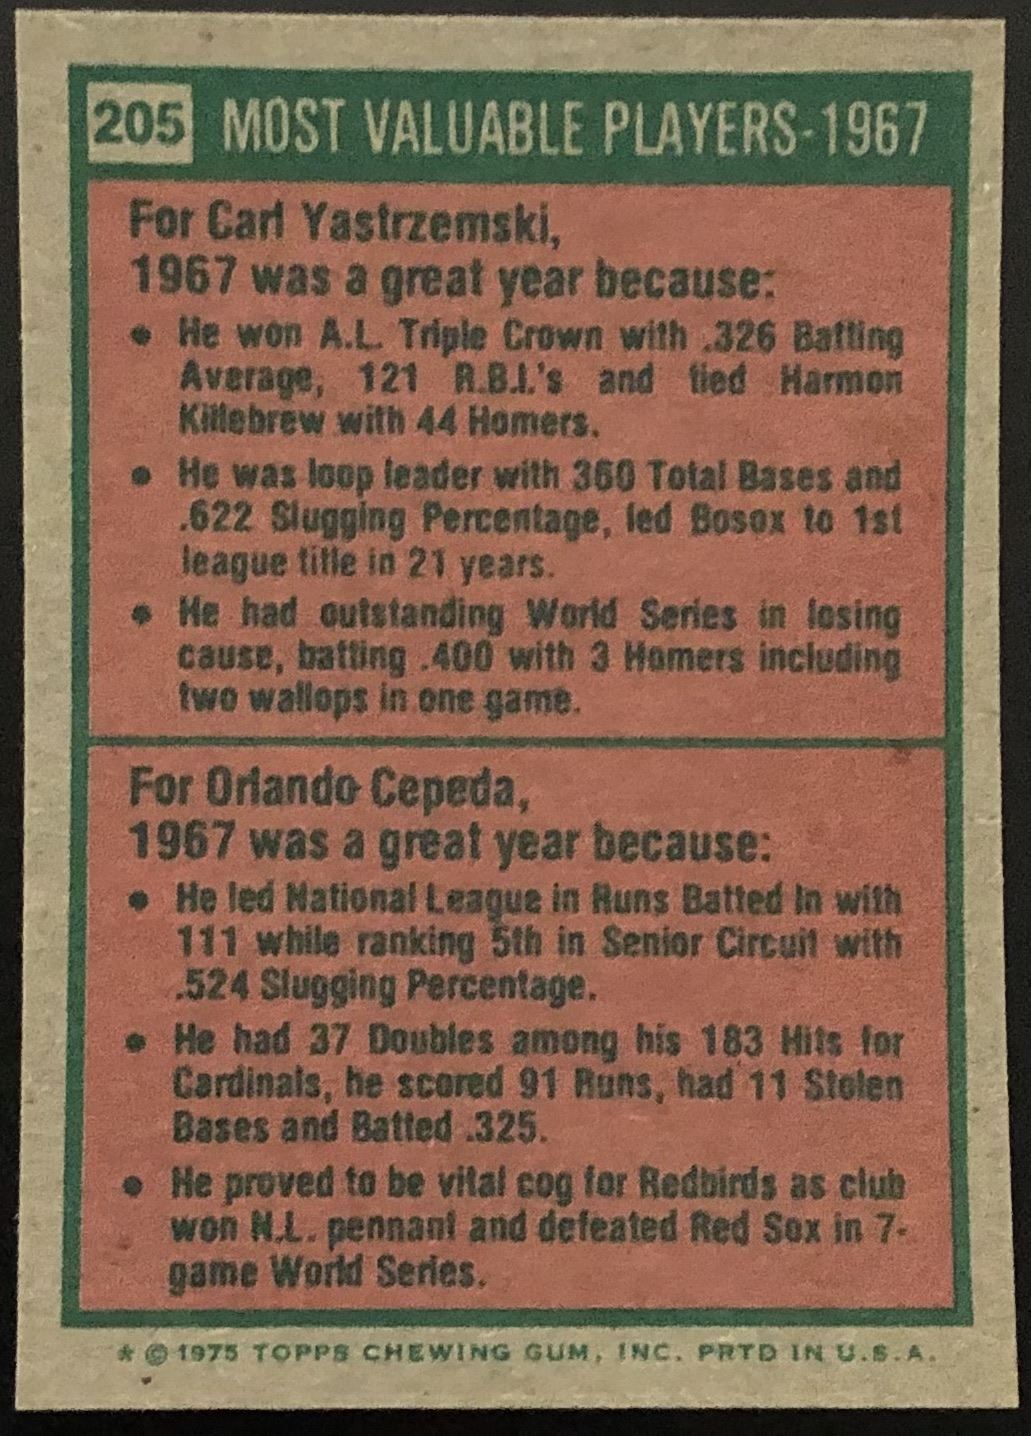 205 MOST VALUABLE PLAYERS-1967
For Carl Yastrzemski,
1967 was a great year because:
• He won A.L. Triple Crown with .326 Batting
Average, 121 R.B.I.'s and tied Harmon
Killebrew with 44 Homers.
• He was loop leader with 360 Total Bases and
.622 Slugging Percentage, led Bosox to 1st
league title in 21 years.
• He had outstanding World Series in losing
cause, batting .400 with 3 Homers including
two wallops in one game.
For Orlando Cepeda,
1967 was a great year because:
• He led National League in Runs Batted In with
111 while ranking 5th in Senior Circuit with
.524 Slugging Percentage.
• He had 37 Doubles among his 183 Hits for
Cardinals, he scored 91 Runs, had 11 Stolen
Bases and Batted .325.
• He proved to be vital cog for Redbirds as club
won N.L. pennant and defeated Red Sox in 7-
game World Series.
* © 1975 TOPPS CHEWING GUM, INC. PRTD IN U.S.A.